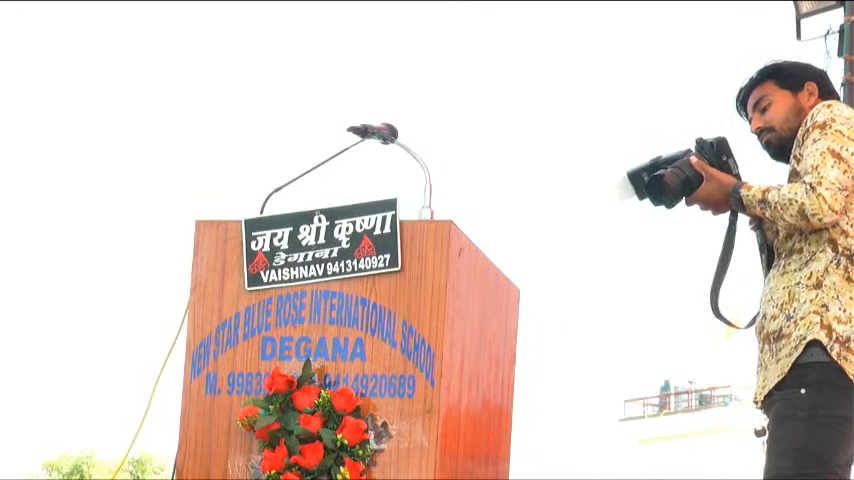 जय श्री कृष्णा
डेगाना
VAISHNAV 9413140927
NEW STAR BLUE ROSE INTERNATIONAL SCHOOL
DEGANA
9414920689